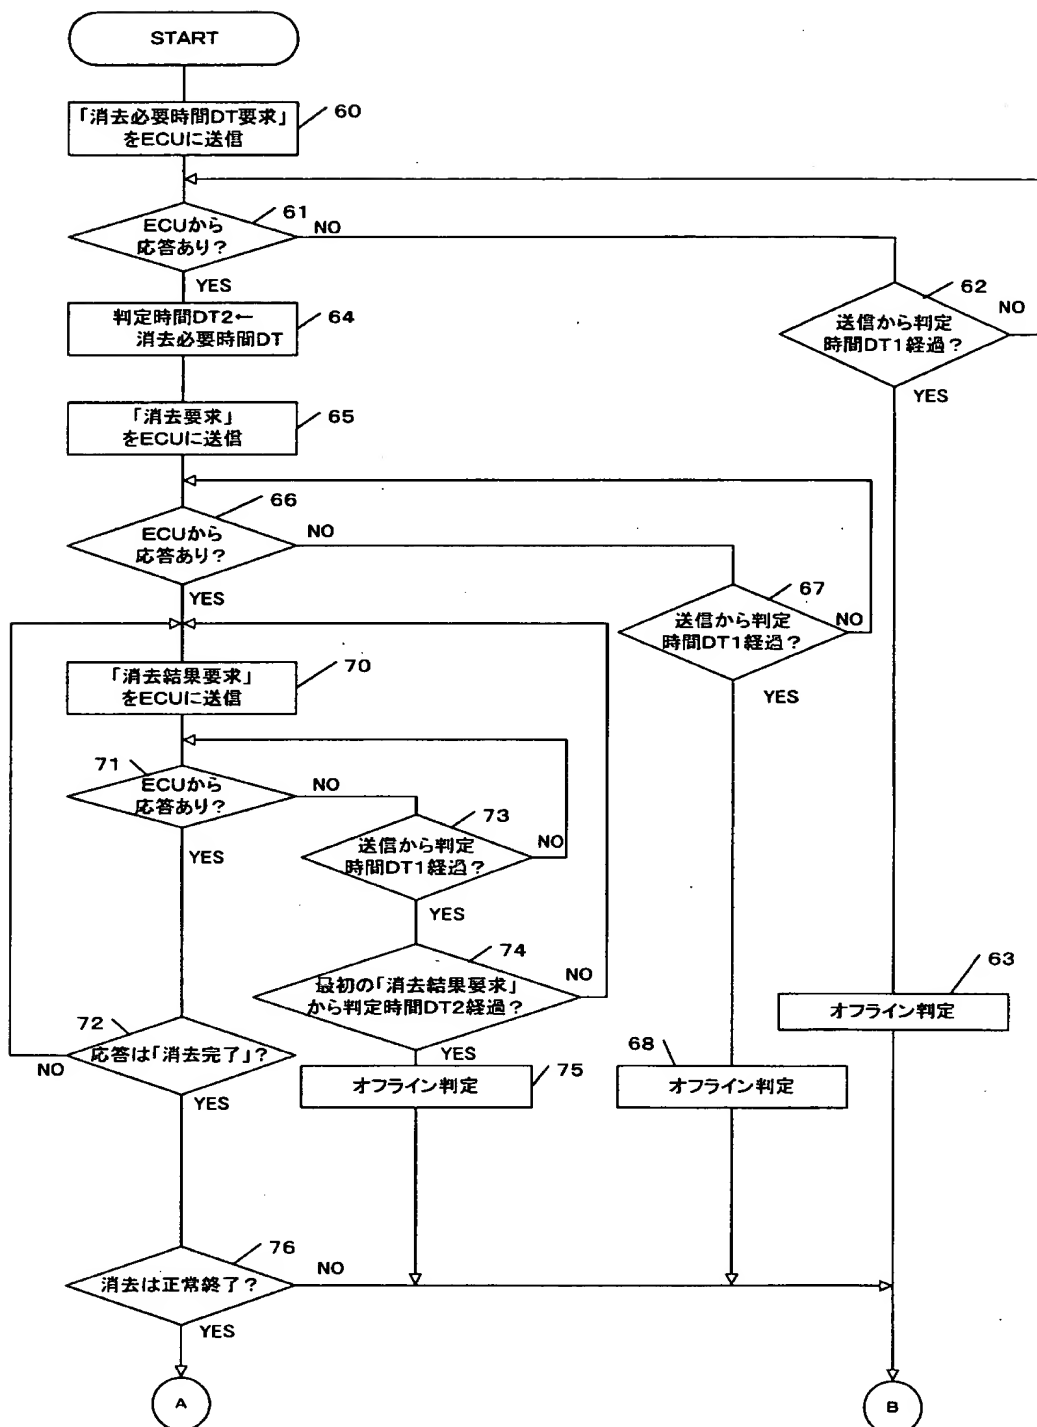 START
「消去必要時間DT要求」
をECUに送信
60
ECUから
応答あり?
61
NO
YES
62
送信から判定
時間DT1経過?
NO
YES
判定時間DT2←
消去必要時間DT
64
「消去要求」
をECUに送信
65
66
ECUから
応答あり?
NO
YES
67
送信から判定
時間DT1経過?
NO
YES
「消去結果要求」
をECUに送信
70
71
ECUから
応答あり?
NO
YES
73
送信から判定
時間DT1経過?
NO
YES
74
最初の「消去結果要求」
から判定時間DT2経過?
NO
YES
63
オフライン判定
72
応答は「消去完了」?
NO
YES
75
オフライン判定
68
オフライン判定
76
消去は正常終了?
NO
YES
A
B